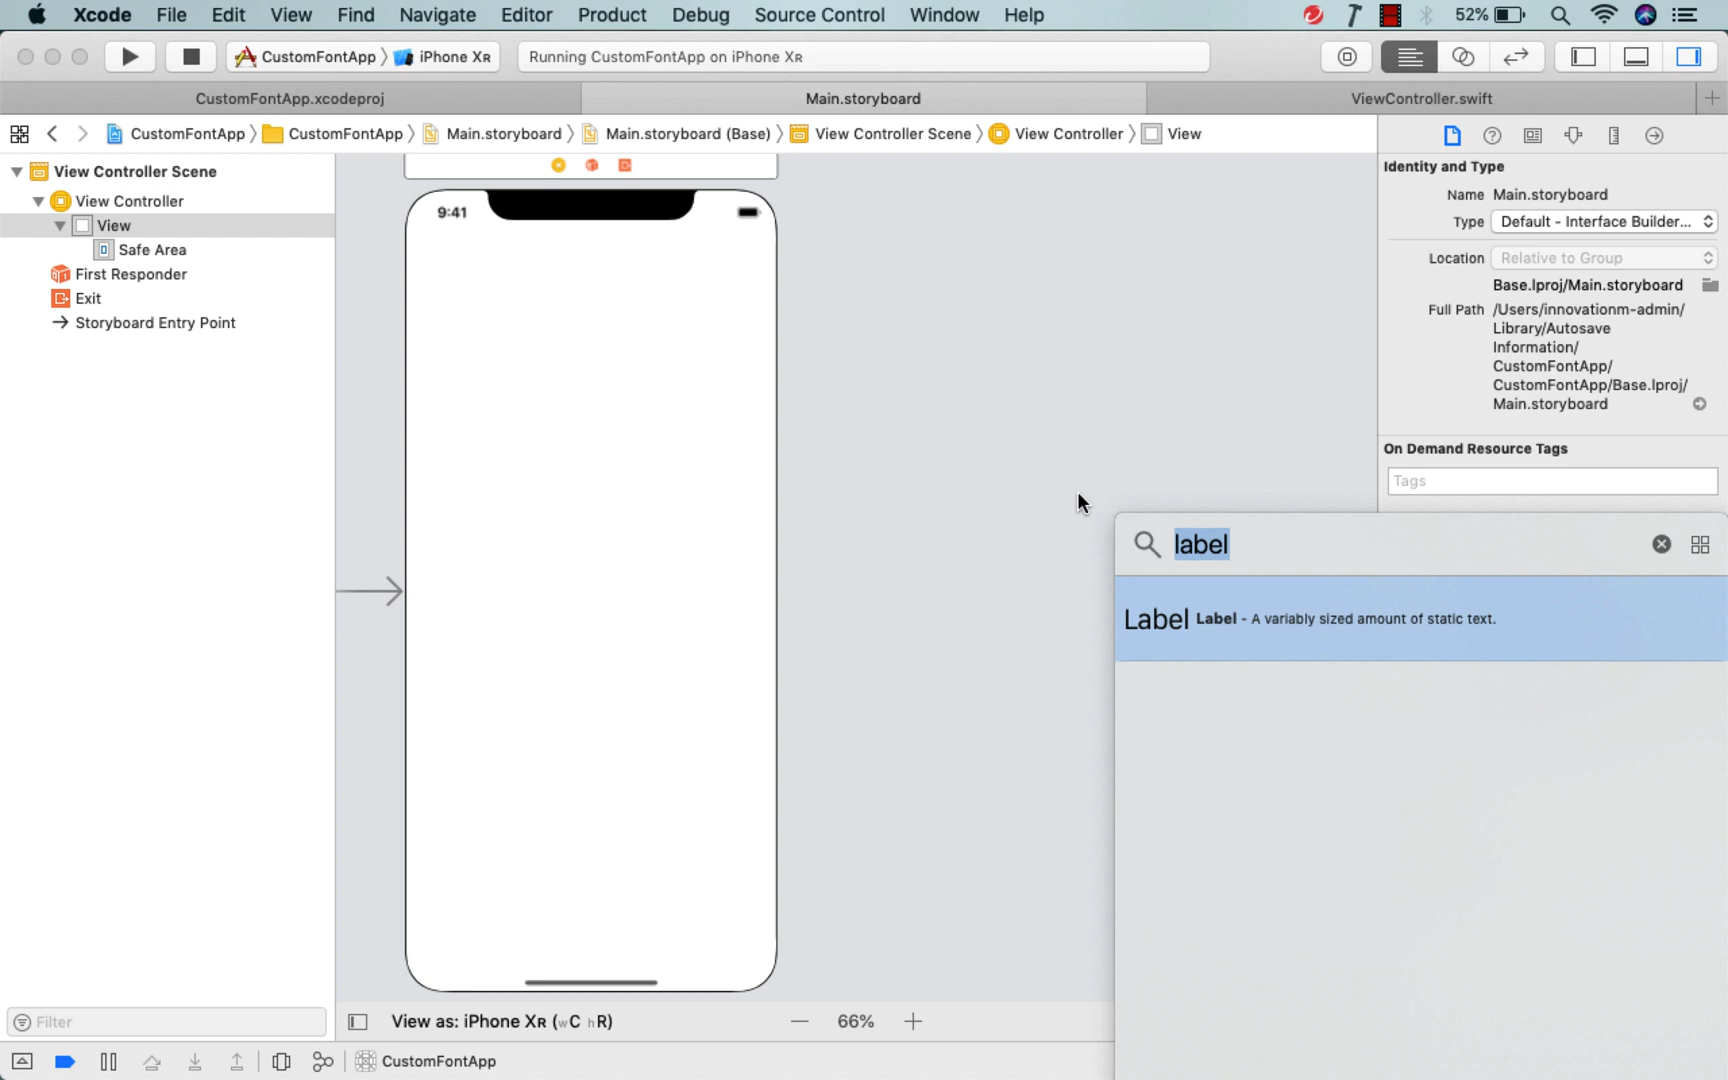 Xcode File Edit View Find Navigate Editor Product Debug Source Control Window Help 52%
CustomFontApp iPhone XR Running CustomFontApp on iPhone XR
CustomFontApp.xcodeproj Main.storyboard ViewController.swift
CustomFontApp CustomFontApp Main.storyboard Main.storyboard (Base) View Controller Scene View Controller View
View Controller Scene
View Controller
View
Safe Area
First Responder
Exit
Storyboard Entry Point
9:41
Identity and Type
Name Main.storyboard
Type Default - Interface Builder...
Location Relative to Group
Base.lproj/Main.storyboard
Full Path /Users/innovationm-admin/
Library/Autosave
Information/
CustomFontApp/
CustomFontApp/Base.lproj/
Main.storyboard
On Demand Resource Tags
Tags
label
Label Label - A variably sized amount of static text.
Filter
View as: iPhone XR (wC hR) 66%
CustomFontApp